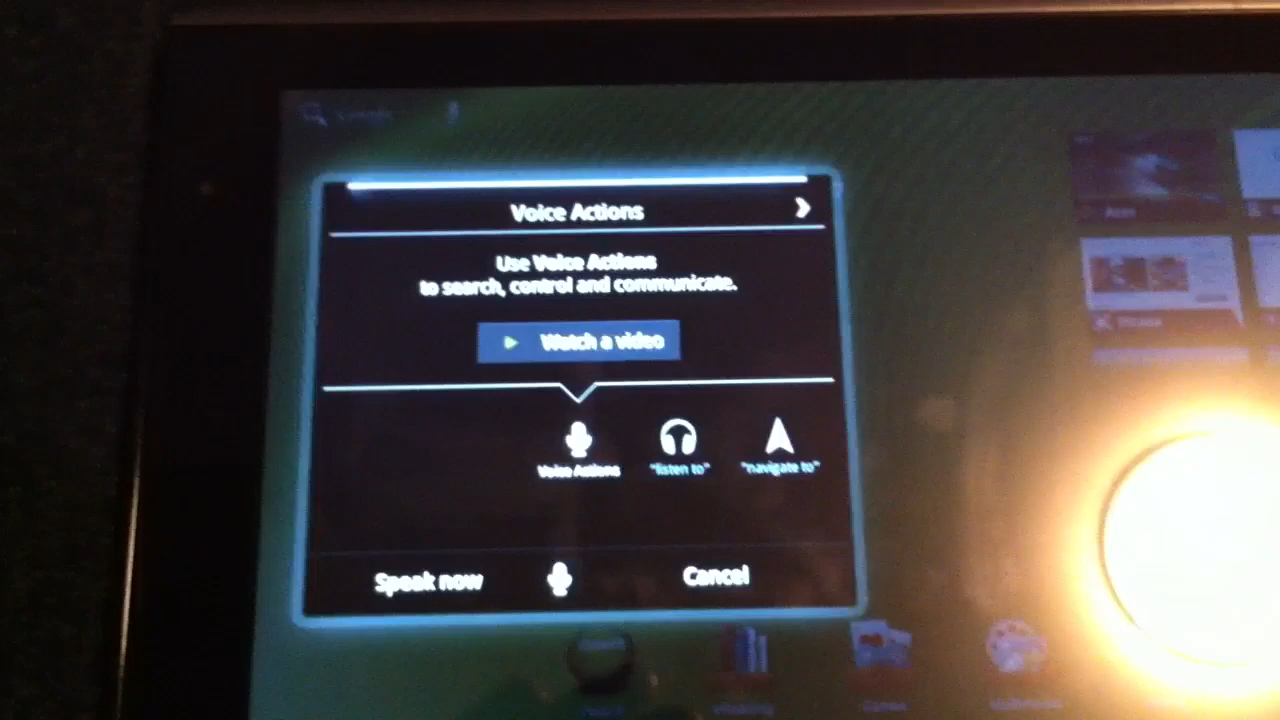 Voice Actions
Use Voice Actions
to search, control and communicate.
Watch a video
Voice Actions
"listen to"
"navigate to"
Speak now
Cancel